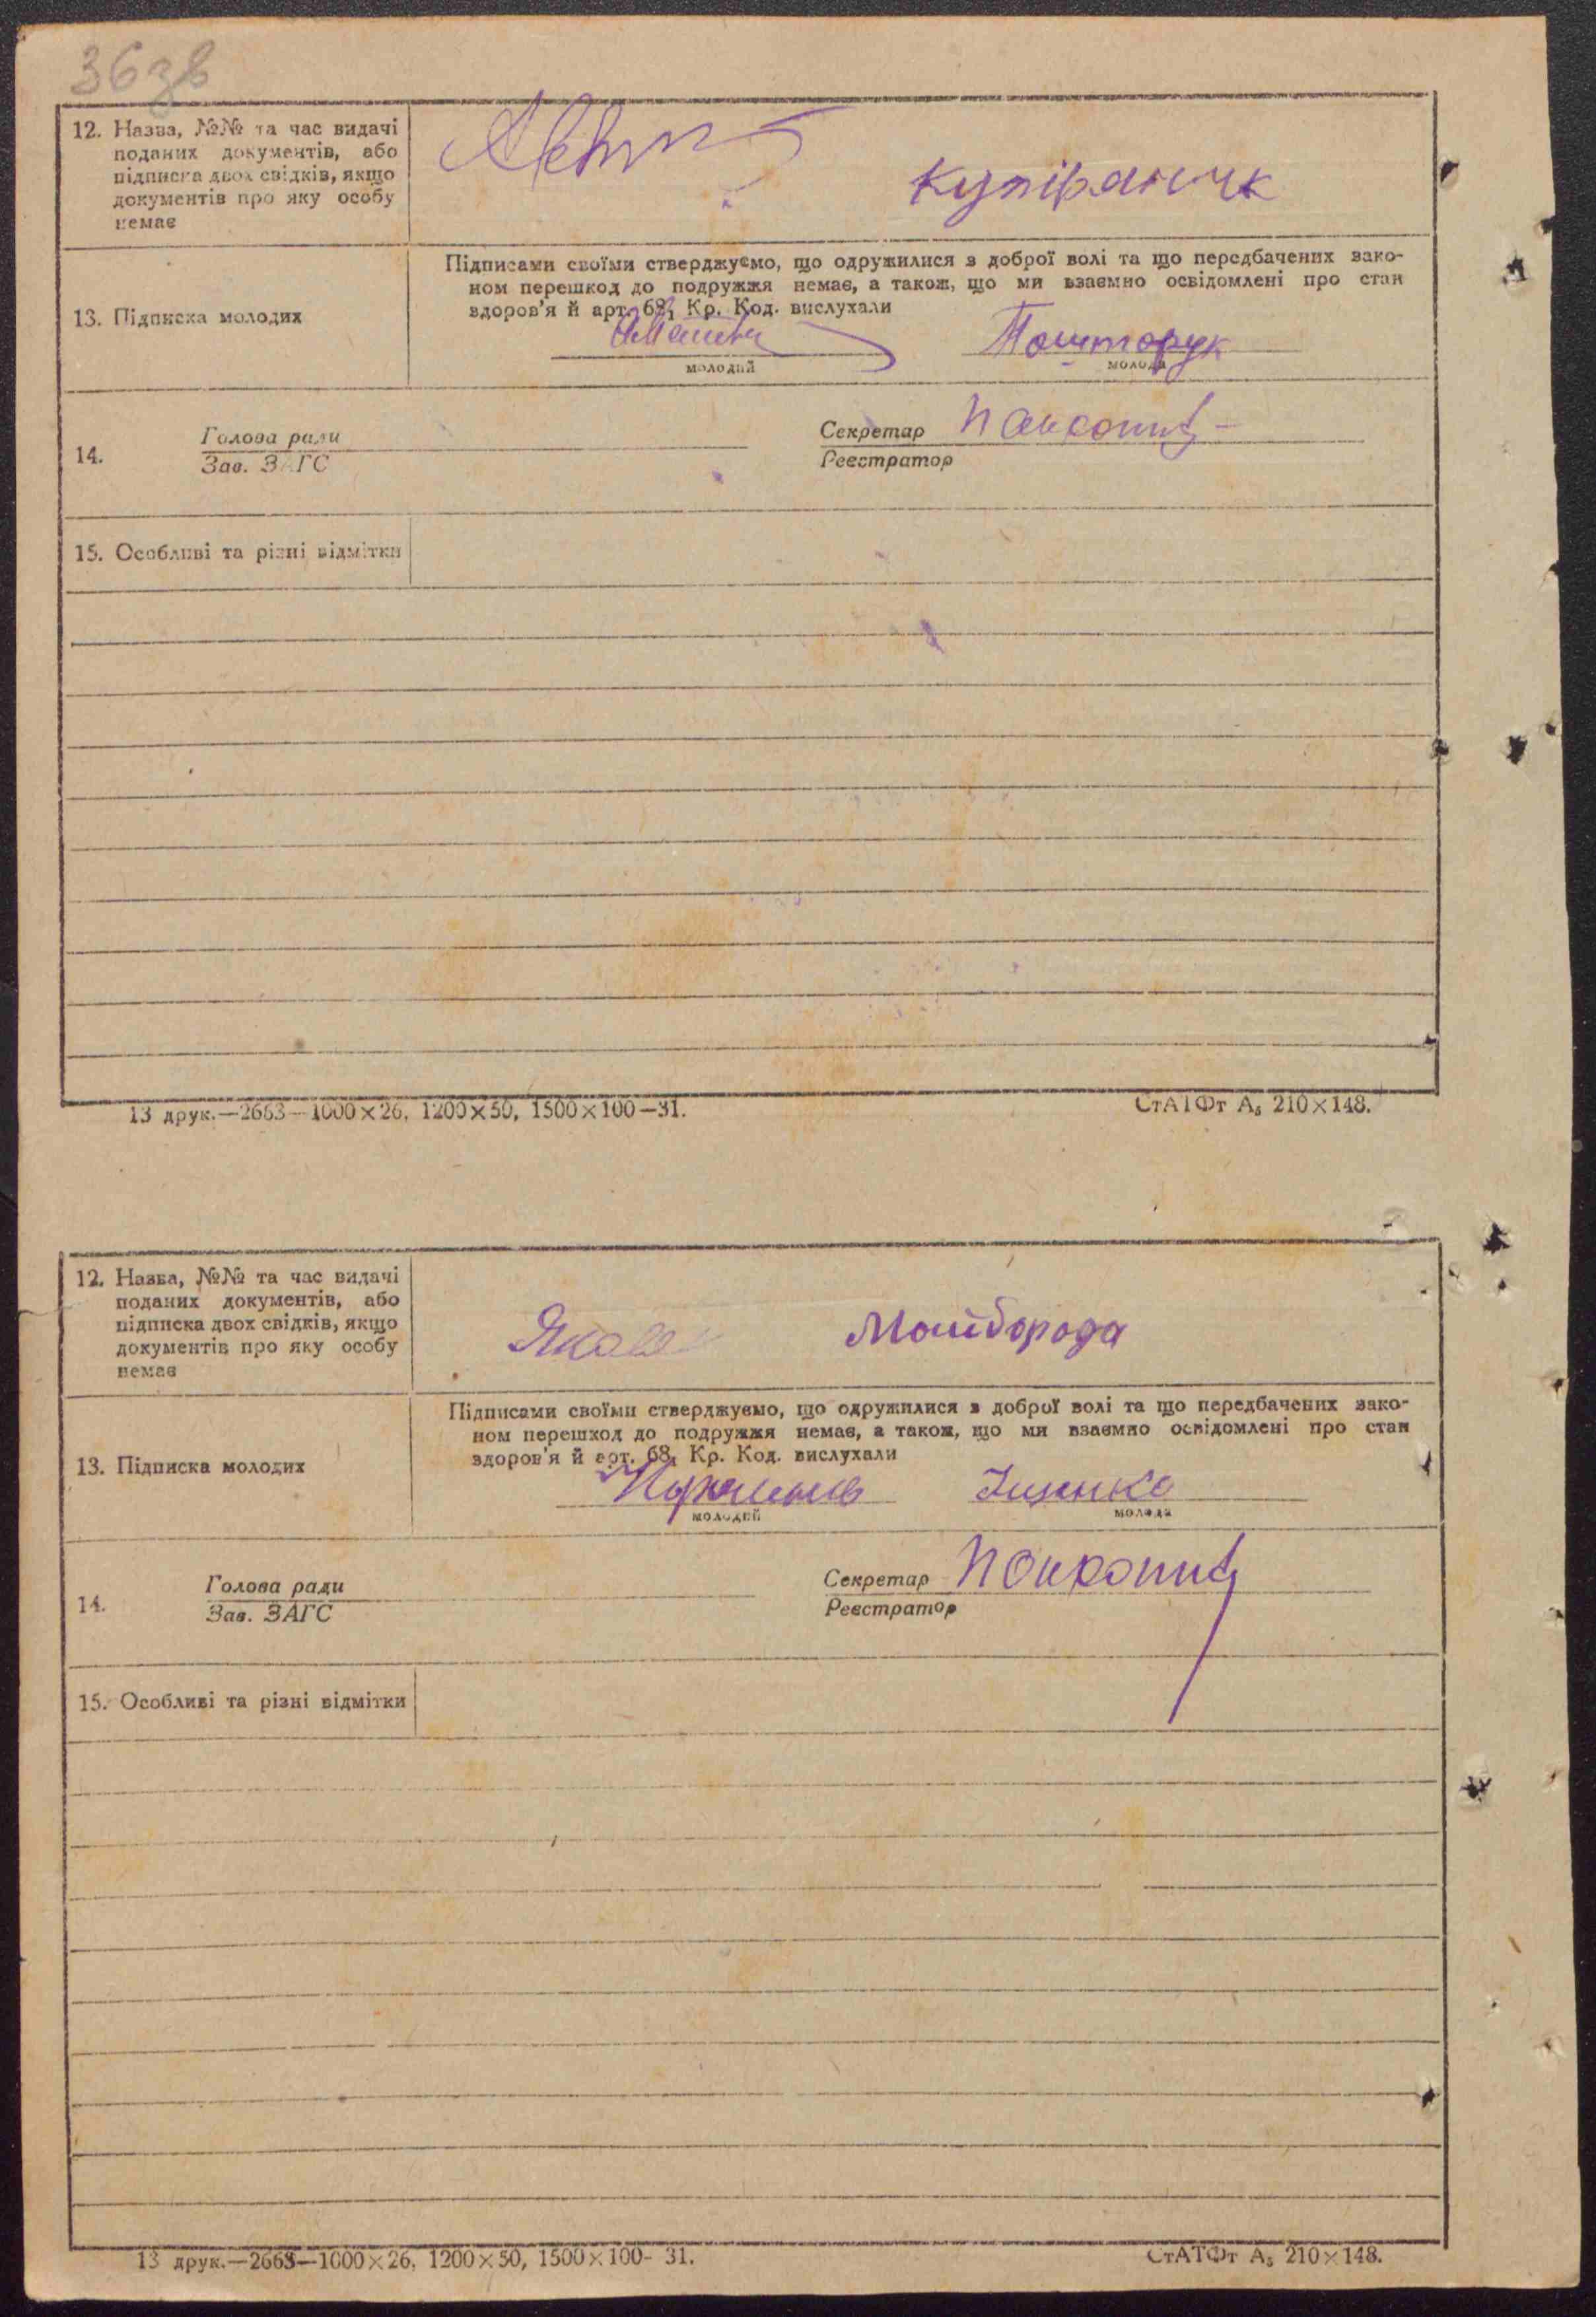 36зв
12. Назва, №№ та час видачі
поданих документів, або
підписка двох свідків, якщо
документів про яку особу
немає
13. Підписка молодих
Підписами своїми стверджуємо, що одружилися з доброї волі та що передбачених зако-
ном перешкод до подружжя немає, а також, що ми взаємно освідомлені про стан
здоров'я й арт. 68₁ Кр. Код. вислухали
молодий
молода
14.
Голова ради
Зав. ЗАГС
Секретар
Реєстратор
15. Особливі та різні відмітки
13 друк.—2663—1000×26, 1200×50, 1500×100—31.
СтАТФт А₅ 210×148.
12. Назва, №№ та час видачі
поданих документів, або
підписка двох свідків, якщо
документів про яку особу
немає
Майборода
13. Підписка молодих
Підписами своїми стверджуємо, що одружилися з доброї волі та що передбачених зако-
ном перешкод до подружжя немає, а також, що ми взаємно освідомлені про стан
здоров'я й арт. 68₁ Кр. Код. вислухали
Іщенко
молодий
молода
14.
Голова ради
Зав. ЗАГС
Секретар
Реєстратор
15. Особливі та різні відмітки
13 друк.—2663—1000×26, 1200×50, 1500×100- 31.
СтАТФт А₅ 210×148.